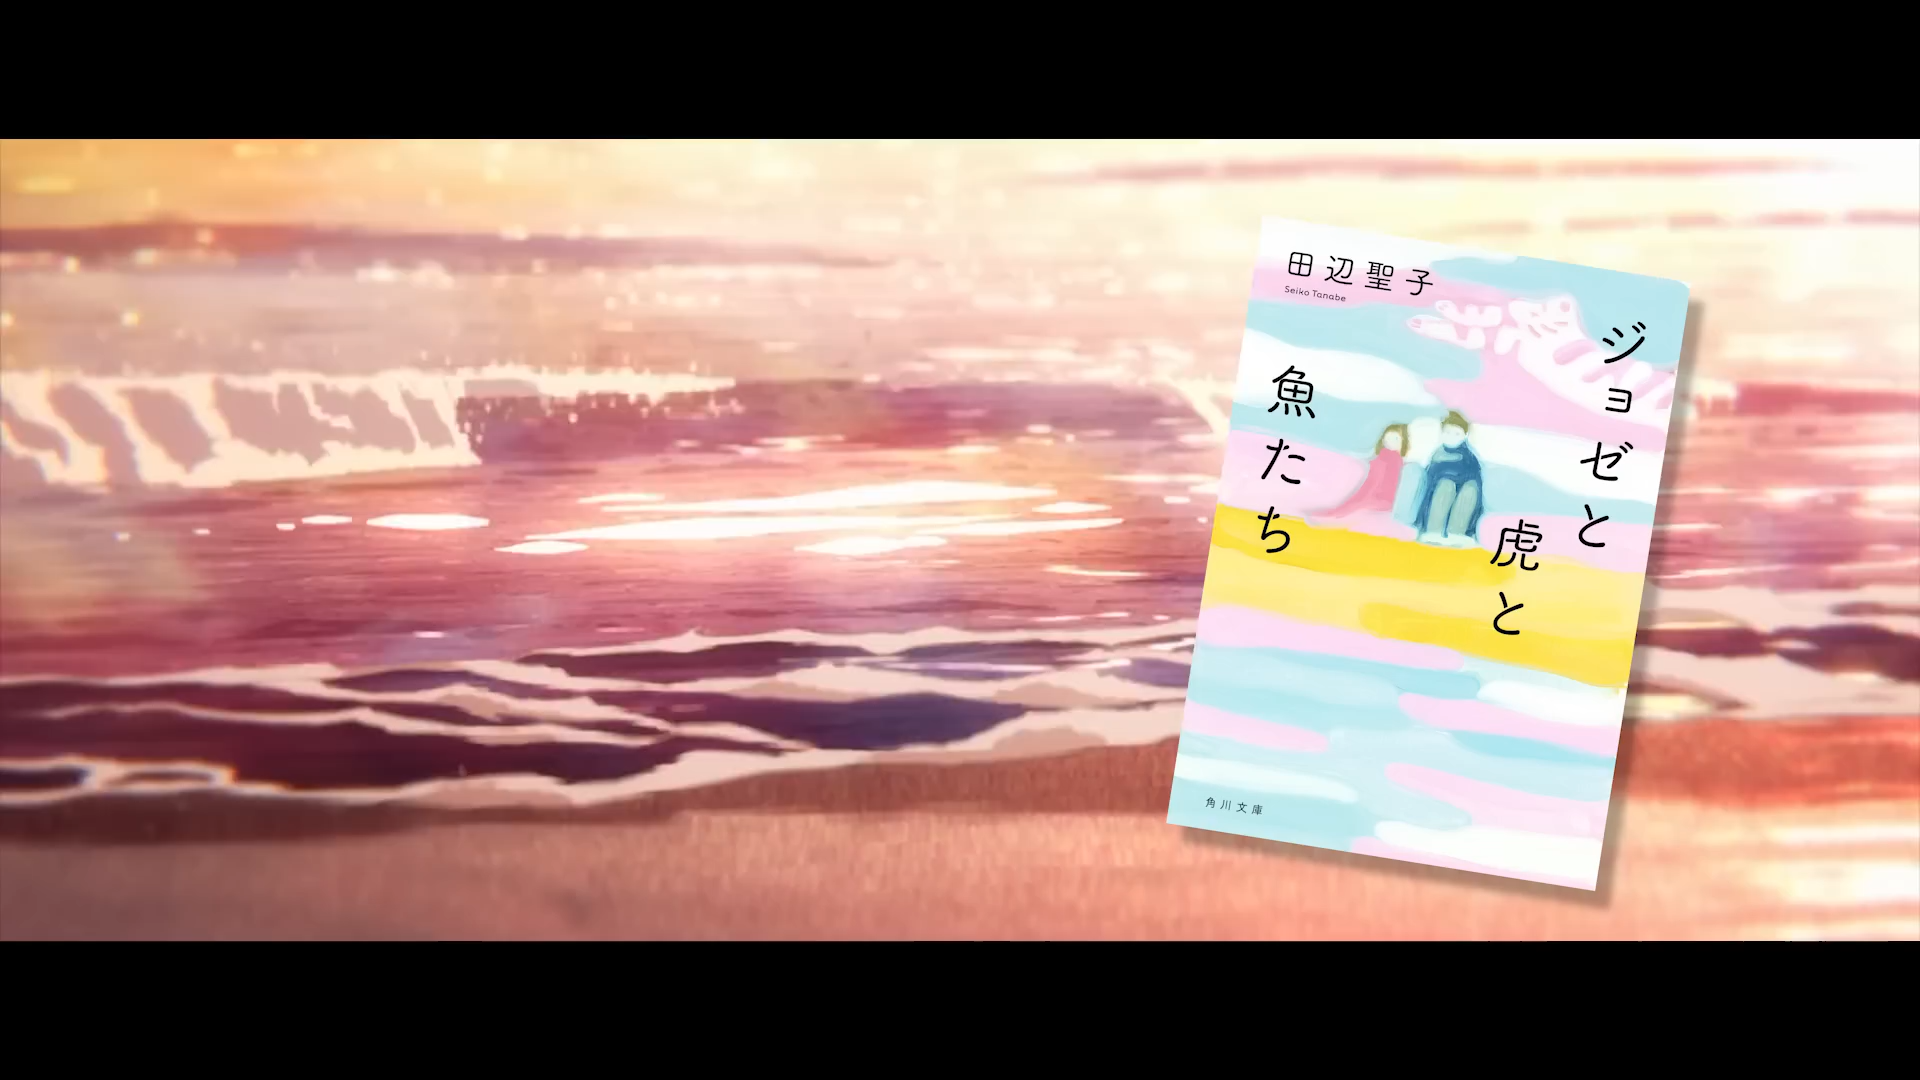 田辺聖子
Seiko Tanabe
ジョゼと
虎と
魚たち
角川文庫